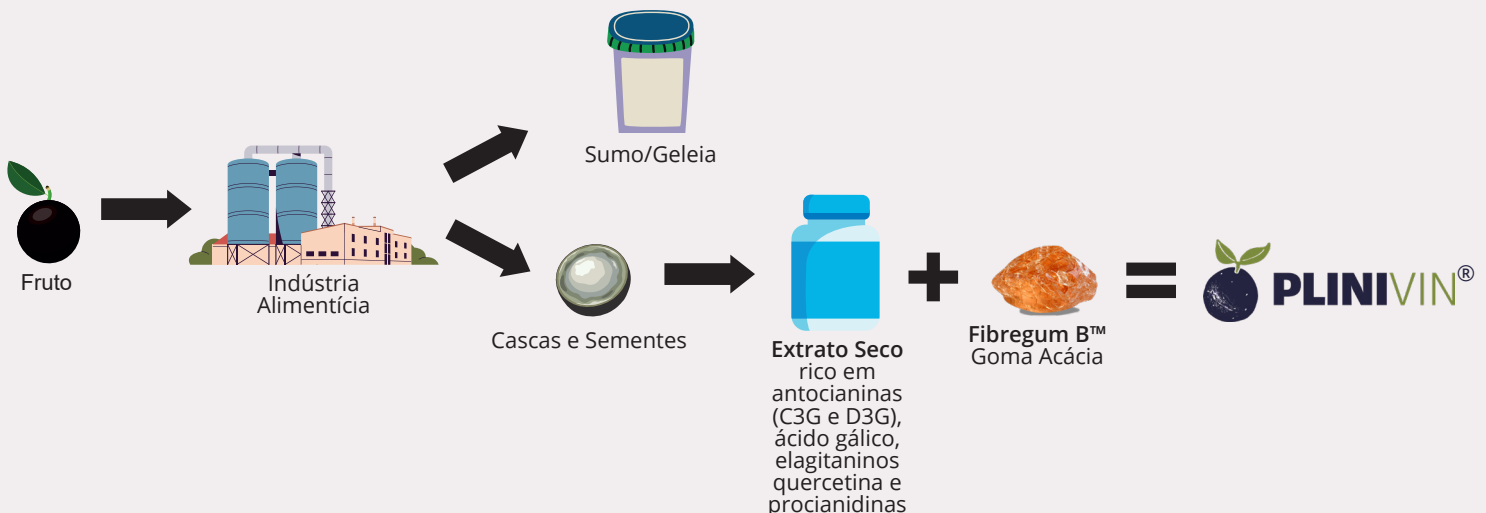 Fruto
Indústria
Alimentícia
Sumo/Geleia
Cascas e Sementes
Extrato Seco
rico em
antocianinas
(C3G e D3G),
ácido gálico,
elagitaninos
quercetina e
procianidinas
Fibregum B™
Goma Acácia
PLINIVIN®